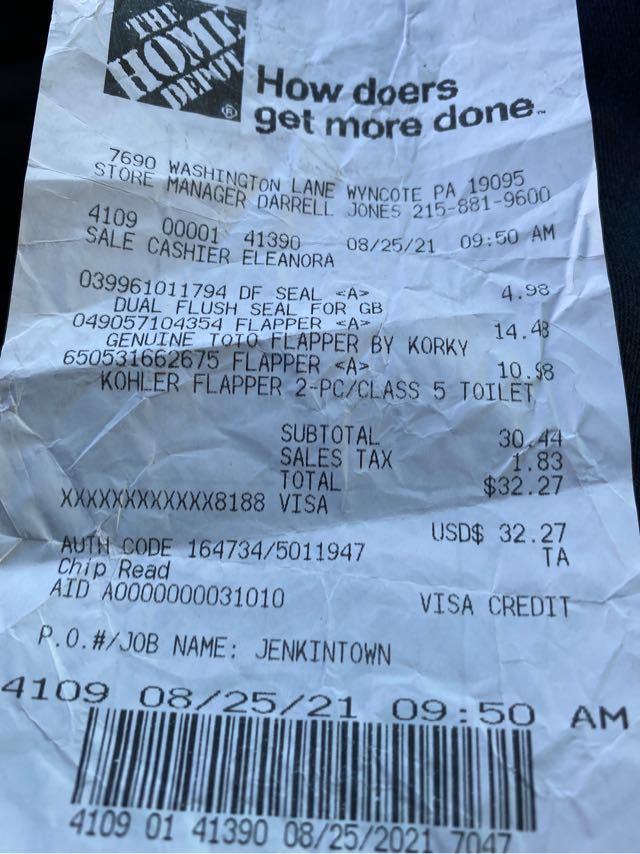 THE
HOME
DEPOT
®
How doers
get more done™
7690 WASHINGTON LANE WYNCOTE PA 19095
STORE MANAGER DARRELL JONES 215-881-9600
4109 00001 41390 08/25/21 09:50 AM
SALE CASHIER ELEANORA
039961011794 DF SEAL <A> 4.98
DUAL FLUSH SEAL FOR GB
049057104354 FLAPPER <A> 14.48
GENUINE TOTO FLAPPER BY KORKY
650531662675 FLAPPER <A> 10.98
KOHLER FLAPPER 2-PC/CLASS 5 TOILET
SUBTOTAL 30.44
SALES TAX 1.83
TOTAL $32.27
XXXXXXXXXXXX8188 VISA
USD$ 32.27
AUTH CODE 164734/5011947 TA
Chip Read
AID A0000000031010 VISA CREDIT
P.O.#/JOB NAME: JENKINTOWN
4109 08/25/21 09:50 AM
4109 01 41390 08/25/2021 7047